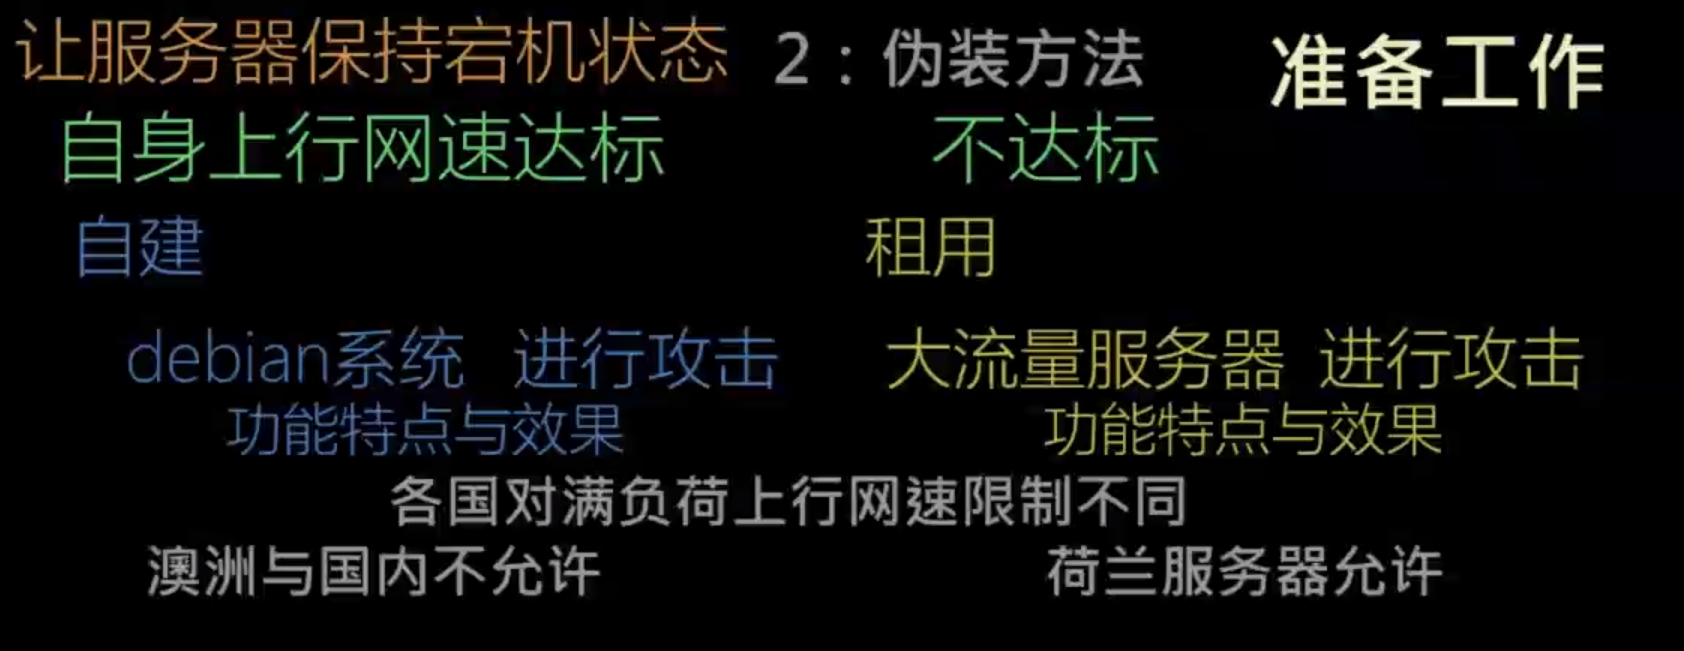 让服务器保持宕机状态 2：伪装方法 准备工作
自身上行网速达标 不达标
自建 租用
debian系统 进行攻击 大流量服务器 进行攻击
功能特点与效果 功能特点与效果
各国对满负荷上行网速限制不同
澳洲与国内不允许 荷兰服务器允许